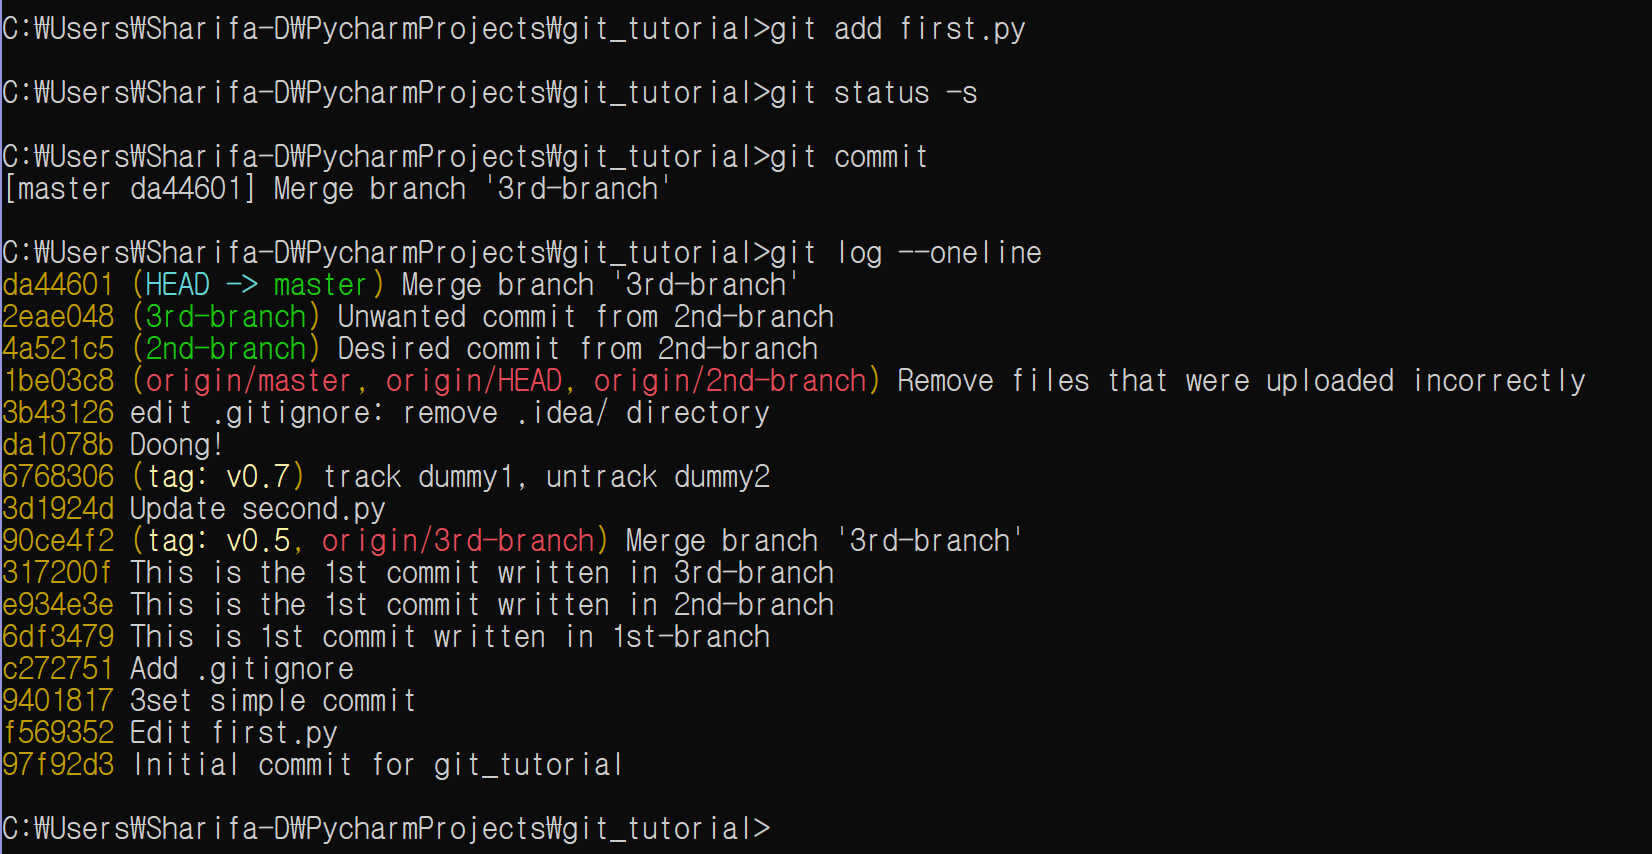 C:₩Users₩Sharifa-D₩PycharmProjects₩git_tutorial>git add first.py
C:₩Users₩Sharifa-D₩PycharmProjects₩git_tutorial>git status -s
C:₩Users₩Sharifa-D₩PycharmProjects₩git_tutorial>git commit
[master da44601] Merge branch '3rd-branch'
C:₩Users₩Sharifa-D₩PycharmProjects₩git_tutorial>git log --oneline
da44601 (HEAD -> master) Merge branch '3rd-branch'
2eae048 (3rd-branch) Unwanted commit from 2nd-branch
4a521c5 (2nd-branch) Desired commit from 2nd-branch
1be03c8 (origin/master, origin/HEAD, origin/2nd-branch) Remove files that were uploaded incorrectly
3b43126 edit .gitignore: remove .idea/ directory
da1078b Doong!
6768306 (tag: v0.7) track dummy1, untrack dummy2
3d1924d Update second.py
90ce4f2 (tag: v0.5, origin/3rd-branch) Merge branch '3rd-branch'
317200f This is the 1st commit written in 3rd-branch
e934e3e This is the 1st commit written in 2nd-branch
6df3479 This is 1st commit written in 1st-branch
c272751 Add .gitignore
9401817 3set simple commit
f569352 Edit first.py
97f92d3 Initial commit for git_tutorial
C:₩Users₩Sharifa-D₩PycharmProjects₩git_tutorial>